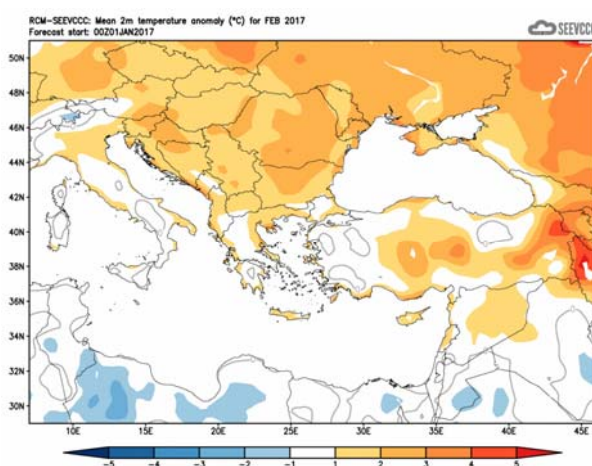 RCM-SEEVCCC: Mean 2m temperature anomaly (°C) for FEB 2017
Forecast start: 00Z01JAN2017
SEEVCCC
50N
48N
46N
44N
42N
40N
38N
36N
34N
32N
30N
10E 15E 20E 25E 30E 35E 40E 45E
-5 -4 -3 -2 -1 1 2 3 4 5